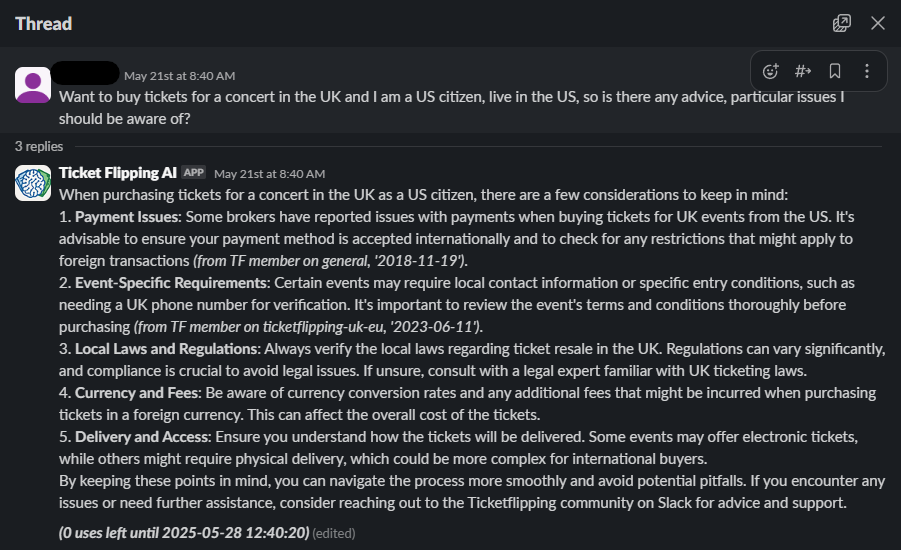 Thread
May 21st at 8:40 AM
Want to buy tickets for a concert in the UK and I am a US citizen, live in the US, so is there any advice, particular issues I
should be aware of?
3 replies
Ticket Flipping AI APP May 21st at 8:40 AM
When purchasing tickets for a concert in the UK as a US citizen, there are a few considerations to keep in mind:
1. Payment Issues: Some brokers have reported issues with payments when buying tickets for UK events from the US. It's
advisable to ensure your payment method is accepted internationally and to check for any restrictions that might apply to
foreign transactions (from TF member on general, '2018-11-19').
2. Event-Specific Requirements: Certain events may require local contact information or specific entry conditions, such as
needing a UK phone number for verification. It's important to review the event's terms and conditions thoroughly before
purchasing (from TF member on ticketflipping-uk-eu, '2023-06-11').
3. Local Laws and Regulations: Always verify the local laws regarding ticket resale in the UK. Regulations can vary significantly,
and compliance is crucial to avoid legal issues. If unsure, consult with a legal expert familiar with UK ticketing laws.
4. Currency and Fees: Be aware of currency conversion rates and any additional fees that might be incurred when purchasing
tickets in a foreign currency. This can affect the overall cost of the tickets.
5. Delivery and Access: Ensure you understand how the tickets will be delivered. Some events may offer electronic tickets,
while others might require physical delivery, which could be more complex for international buyers.
By keeping these points in mind, you can navigate the process more smoothly and avoid potential pitfalls. If you encounter any
issues or need further assistance, consider reaching out to the Ticketflipping community on Slack for advice and support.
(0 uses left until 2025-05-28 12:40:20) (edited)